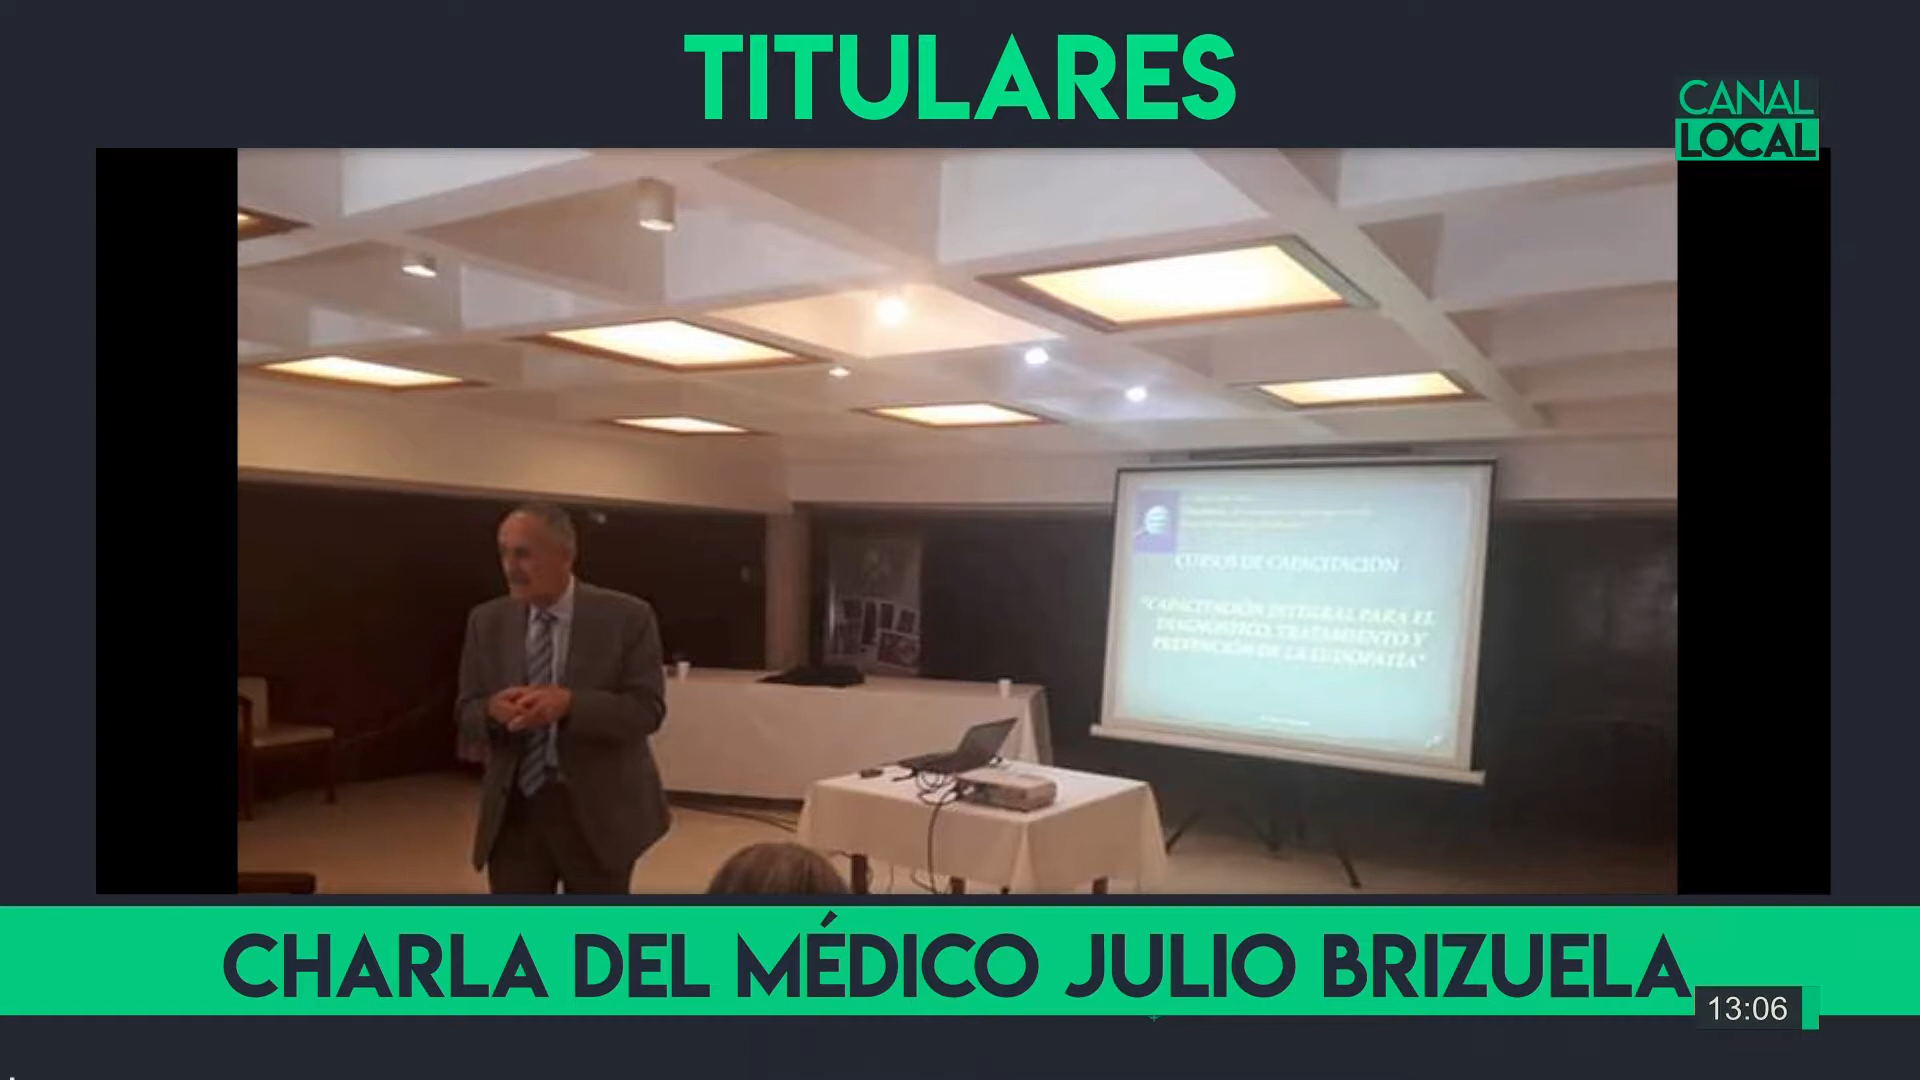 TITULARES
CANAL
LOCAL
CURSOS DE CAPACITACION
"CAPACITACIÓN INTEGRAL PARA EL
DIAGNOSTICO, TRATAMIENTO Y
PREVENCIÓN DE LA LUDOPATÍA"
CHARLA DEL MÉDICO JULIO BRIZUELA
13:06